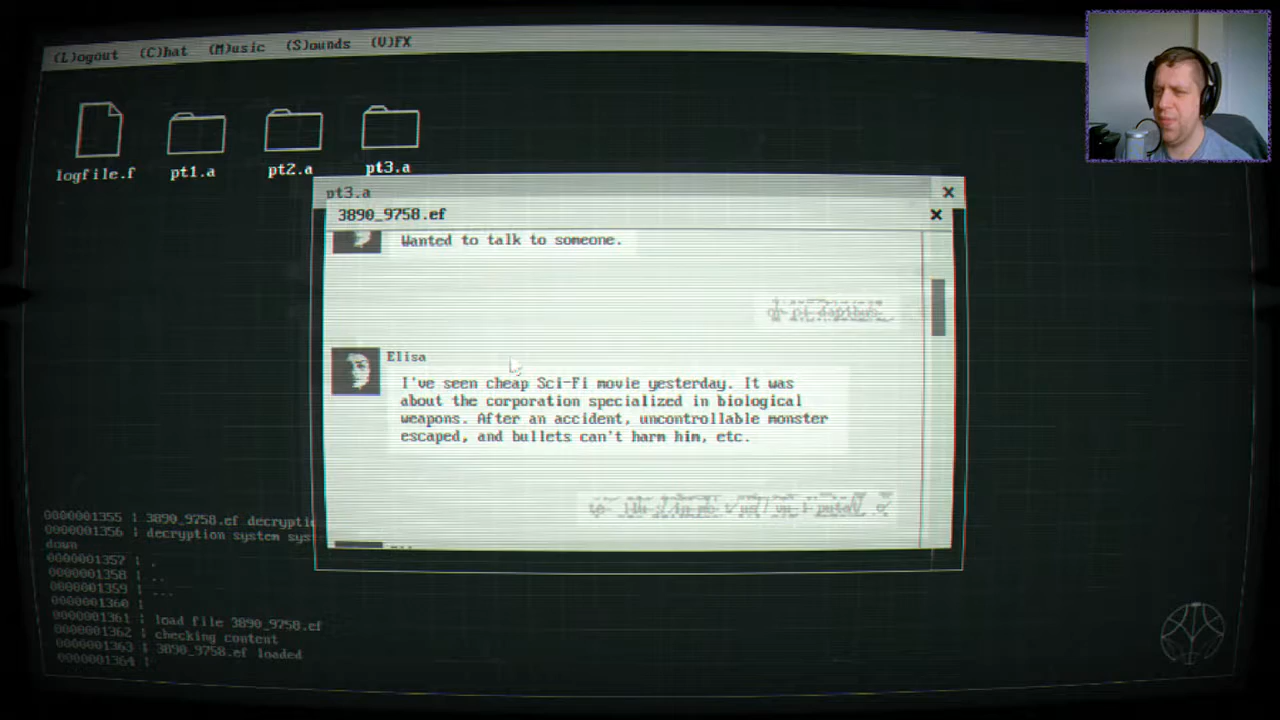 (L)ogout (C)hat (M)usic (S)ounds (V)FX
logfile.f pt1.a pt2.a pt3.a
pt3.a
3890_9758.ef
Wanted to talk to someone.
Elisa
I've seen cheap Sci-Fi movie yesterday. It was
about the corporation specialized in biological
weapons. After an accident, uncontrollable monster
escaped, and bullets can't harm him, etc.
0000001355 | 3890_9758.ef decrypti
0000001356 | decryption system sys
down
0000001357 | .
0000001358 | ..
0000001359 | ...
0000001360 |
0000001361 | load file 3890_9758.ef
0000001362 | checking content
0000001363 | 3890_9758.ef loaded
0000001364 |